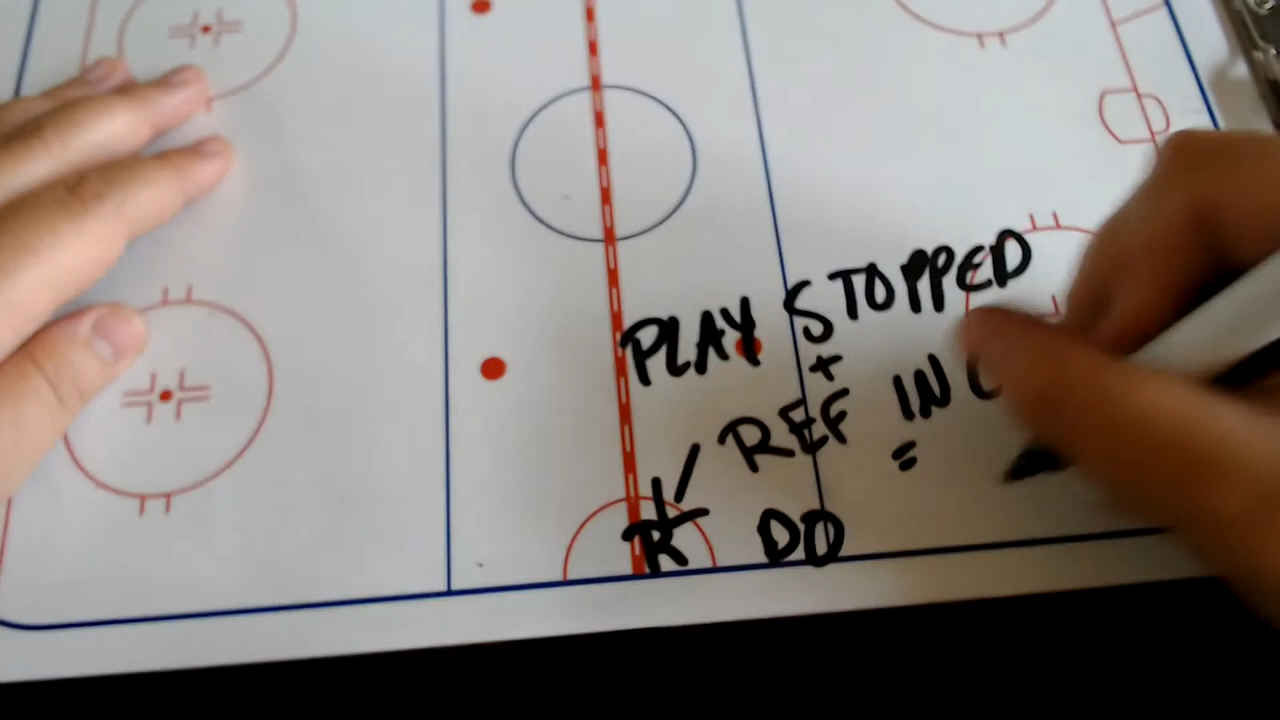 PLAY STOPPED
+
REF IN
=
R DO